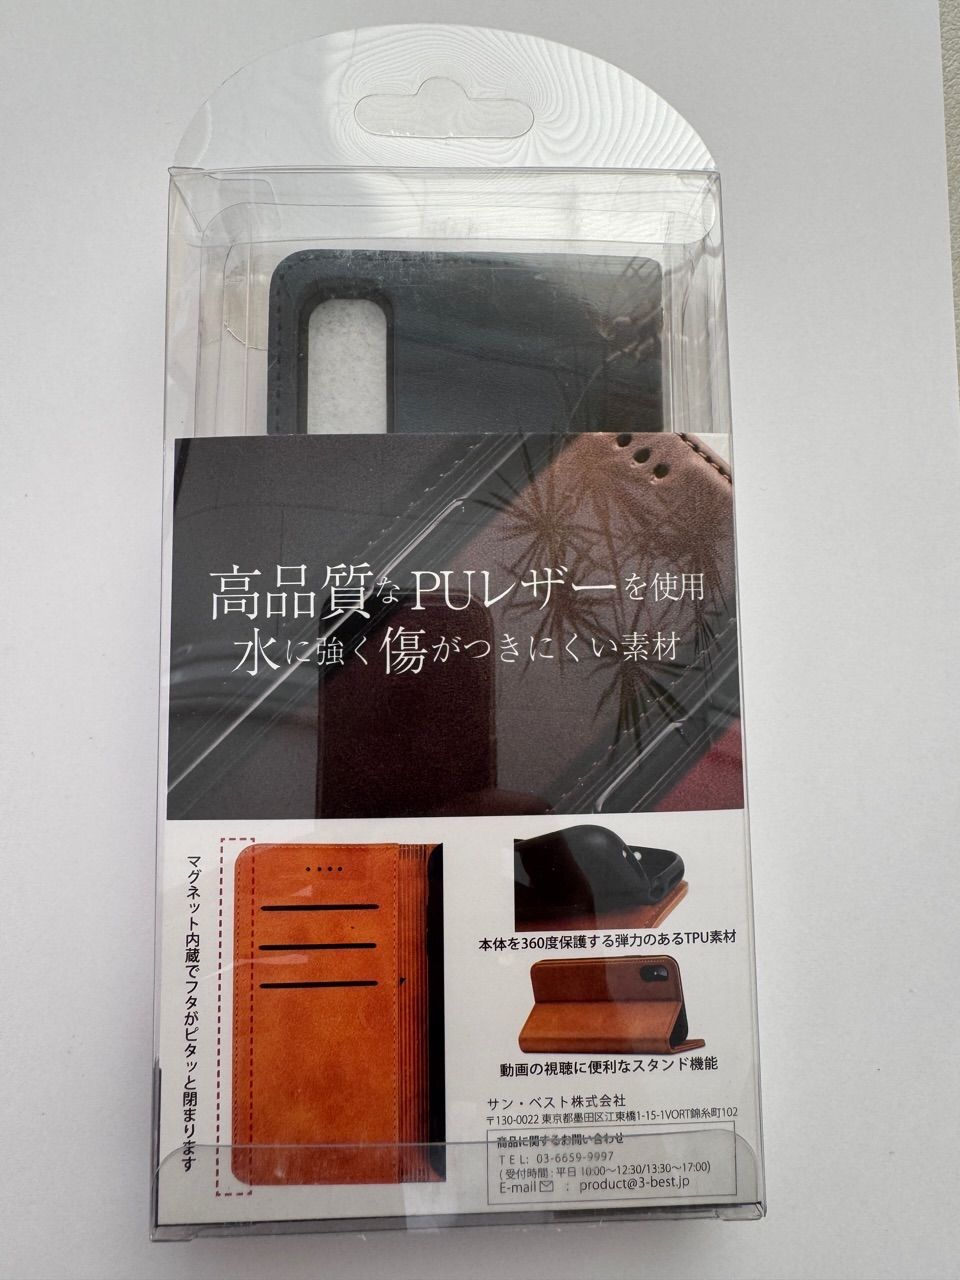 高品質なPUレザーを使用
水に強く傷がつきにくい素材
マグネット内蔵でフタがピタッと閉まります
本体を360度保護する弾力のあるTPU素材
動画の視聴に便利なスタンド機能
サン・ベスト株式会社
〒130-0022 東京都墨田区江東橋1-15-1VORT錦糸町102
商品に関するお問い合わせ
TEL: 03-6659-9997
(受付時間:平日 10:00〜12:30/13:30〜17:00)
E-mail✉ : product@3-best.jp